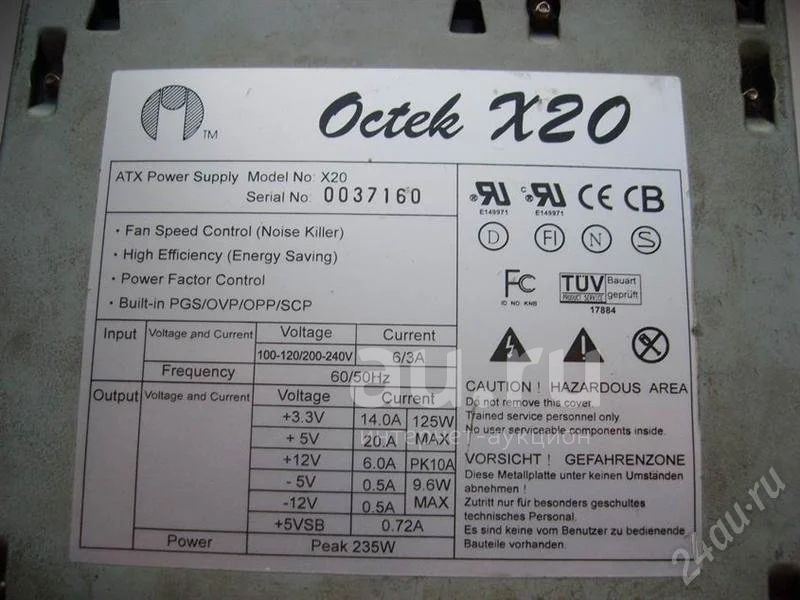 TM
Octek X20
ATX Power Supply Model No: X20
Serial No: 0037160
· Fan Speed Control (Noise Killer)
· High Efficiency (Energy Saving)
· Power Factor Control
· Built-in PGS/OVP/OPP/SCP
E149971 E149971
D FI N S
FC
ID NO: KNB
TÜV Bauart geprüft
PRODUCT SERVICE
17884
Input Voltage and Current Voltage Current
100-120/200-240V 6/3A
Frequency 60/50Hz
Output Voltage and Current Voltage Current
+3.3V 14.0A 125W
+ 5V 20.A MAX
+12V 6.0A PK10A
- 5V 0.5A 9.6W
-12V 0.5A MAX
+5VSB 0.72A
Power Peak 235W
CAUTION ! HAZARDOUS AREA
Do not remove this cover.
Trained service personnel only
No user serviceable components inside.
VORSICHT ! GEFAHRENZONE
Diese Metallplatte unter keinen Umständen
abnehmen !
Zutritt nur für besonders geschultes
technisches Personal.
Es sind keine vom Benutzer zu bedienende
Bauteile vorhanden.
au.ru
интернет-аукцион
24au.ru